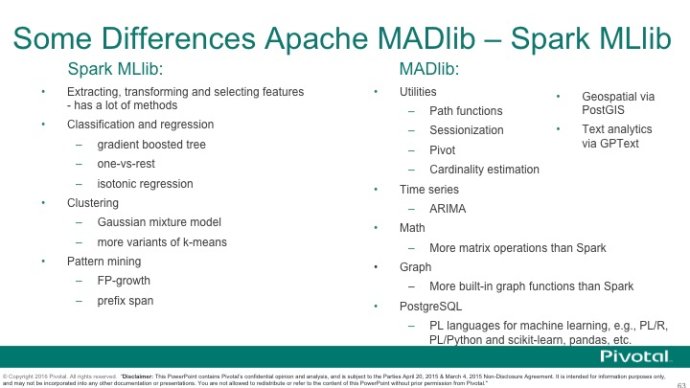 Some Differences Apache MADlib – Spark MLlib
Spark MLlib:
• Extracting, transforming and selecting features
- has a lot of methods
• Classification and regression
– gradient boosted tree
– one-vs-rest
– isotonic regression
• Clustering
– Gaussian mixture model
– more variants of k-means
• Pattern mining
– FP-growth
– prefix span
MADlib:
• Utilities
– Path functions
– Sessionization
– Pivot
– Cardinality estimation
• Time series
– ARIMA
• Math
– More matrix operations than Spark
• Graph
– More built-in graph functions than Spark
• PostgreSQL
– PL languages for machine learning, e.g., PL/R,
PL/Python and scikit-learn, pandas, etc.
• Geospatial via
PostGIS
• Text analytics
via GPText
Pivotal
© Copyright 2016 Pivotal. All rights reserved. "Disclaimer: This PowerPoint contains Pivotal's confidential opinion and analysis, and is subject to the Parties April 20, 2015 & March 4, 2015 Non-Disclosure Agreement. It is intended for information purposes only,
and may not be incorporated into any other documentation or presentations. You are not allowed to redistribute or refer to the content of this PowerPoint without prior permission from Pivotal."
63